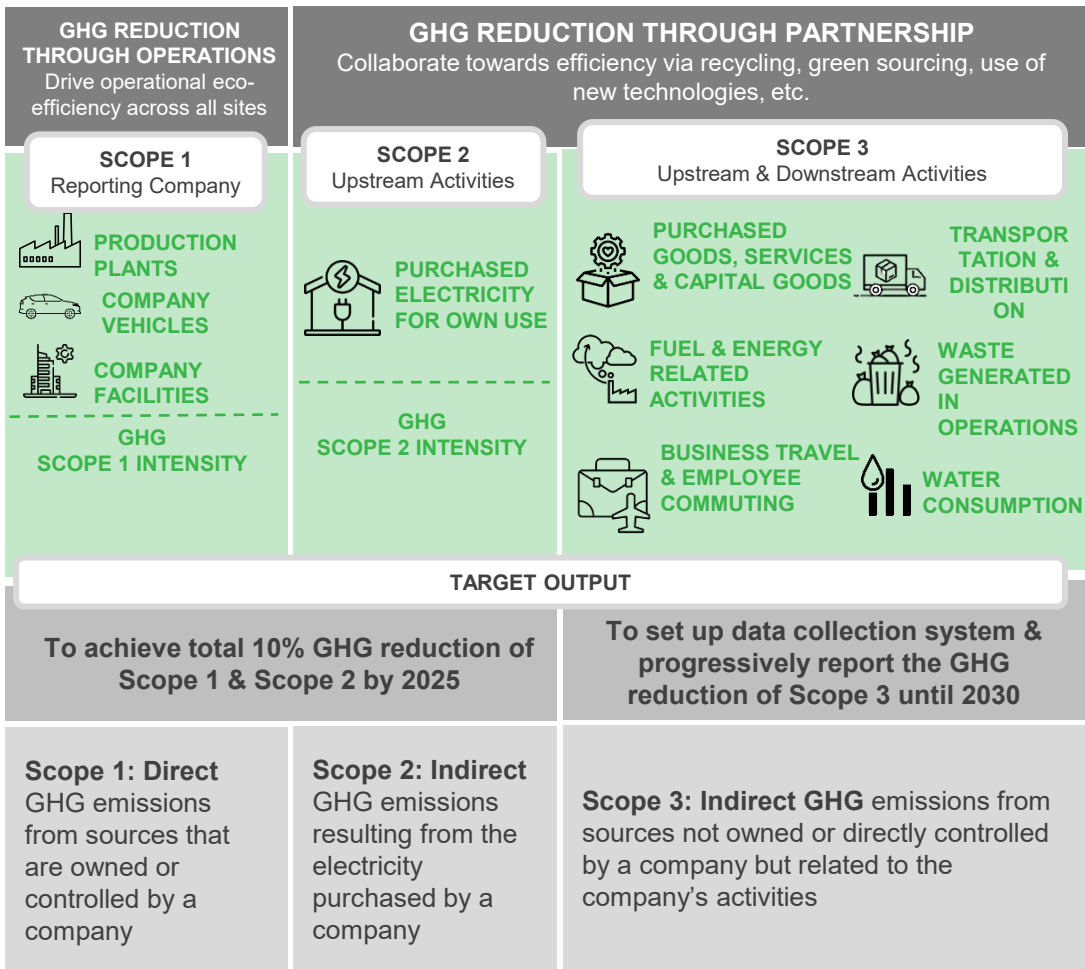 GHG REDUCTION
THROUGH OPERATIONS
Drive operational eco-
efficiency across all sites
GHG REDUCTION THROUGH PARTNERSHIP
Collaborate towards efficiency via recycling, green sourcing, use of
new technologies, etc.
SCOPE 1
Reporting Company
SCOPE 2
Upstream Activities
SCOPE 3
Upstream & Downstream Activities
PRODUCTION
PLANTS
COMPANY
VEHICLES
COMPANY
FACILITIES
GHG
SCOPE 1 INTENSITY
PURCHASED
ELECTRICITY
FOR OWN USE
GHG
SCOPE 2 INTENSITY
PURCHASED
GOODS, SERVICES
& CAPITAL GOODS
TRANSPOR
TATION &
DISTRIBUTI
ON
FUEL & ENERGY
RELATED
ACTIVITIES
WASTE
GENERATED
IN
OPERATIONS
BUSINESS TRAVEL
& EMPLOYEE
COMMUTING
WATER
CONSUMPTION
TARGET OUTPUT
To achieve total 10% GHG reduction of
Scope 1 & Scope 2 by 2025
To set up data collection system &
progressively report the GHG
reduction of Scope 3 until 2030
Scope 1: Direct
GHG emissions
from sources that
are owned or
controlled by a
company
Scope 2: Indirect
GHG emissions
resulting from the
electricity
purchased by a
company
Scope 3: Indirect GHG emissions from
sources not owned or directly controlled
by a company but related to the
company's activities